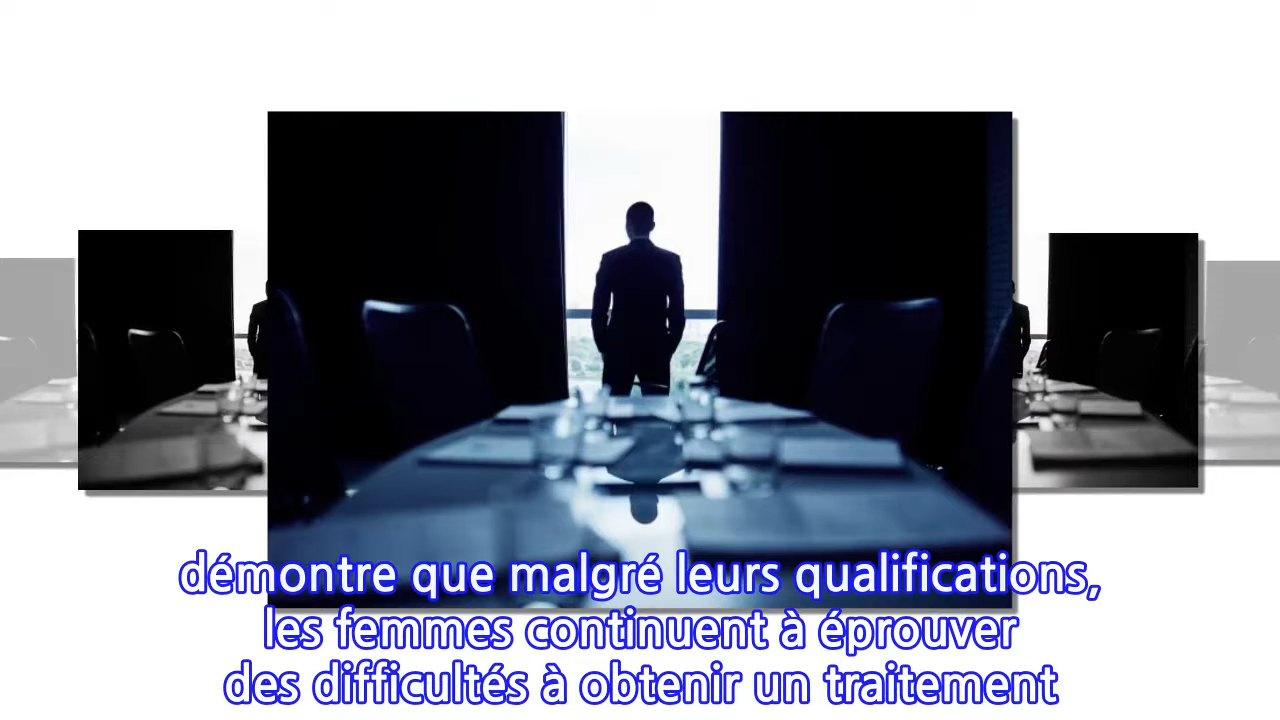 démontre que malgré leurs qualifications,
les femmes continuent à éprouver
des difficultés à obtenir un traitement